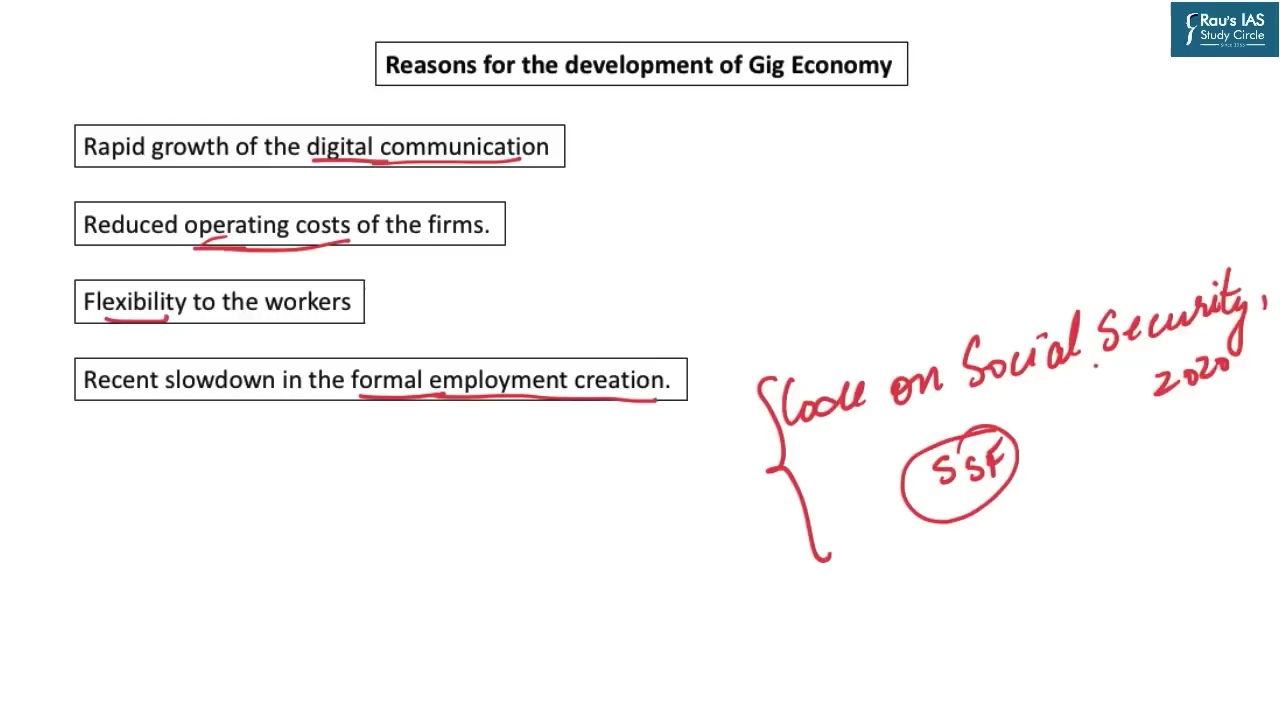 Rau's IAS
Study Circle
Since 1953
Reasons for the development of Gig Economy
Rapid growth of the digital communication
Reduced operating costs of the firms.
Flexibility to the workers
Recent slowdown in the formal employment creation.
Code on Social Security,
2020
SSF